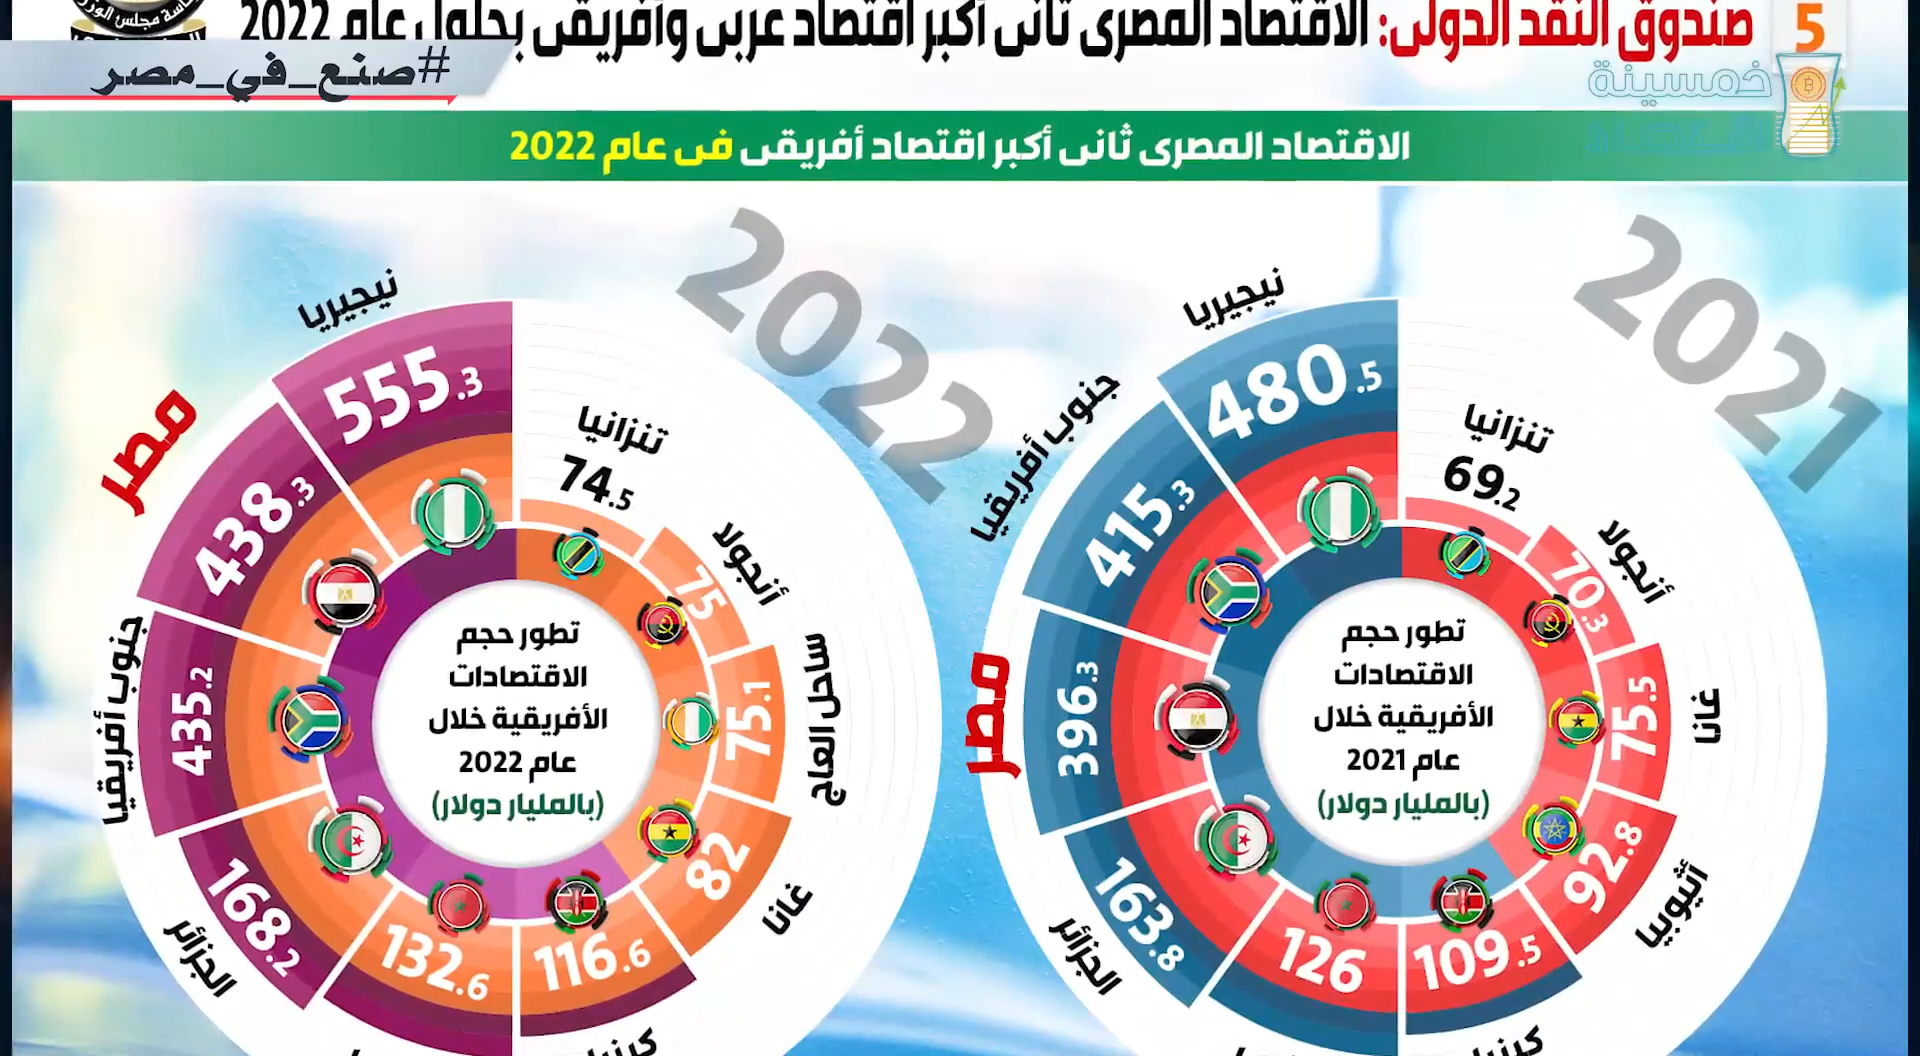 5
صندوق النقد الدولى: الاقتصاد المصرى ثانى أكبر اقتصاد عربى وأفريقى بحلول عام 2022
#صنع_في_مصر
خمسينة
اقتصاد
الاقتصاد المصرى ثانى أكبر اقتصاد أفريقى فى عام 2022
2021
نيجيريا
480.5
جنوب أفريقيا
415.3
مصر
396.3
الجزائر
163.8
126
109.5
أثيوبيا
92.8
غانا
75.5
أنجولا
70.3
تنزانيا
69.2
تطور حجم
الاقتصادات
الأفريقية خلال
عام 2021
(بالمليار دولار)
2022
نيجيريا
555.3
مصر
438.3
جنوب أفريقيا
435.2
الجزائر
168.2
132.6
116.6
غانا
82
ساحل العاج
75.1
أنجولا
75
تنزانيا
74.5
تطور حجم
الاقتصادات
الأفريقية خلال
عام 2022
(بالمليار دولار)